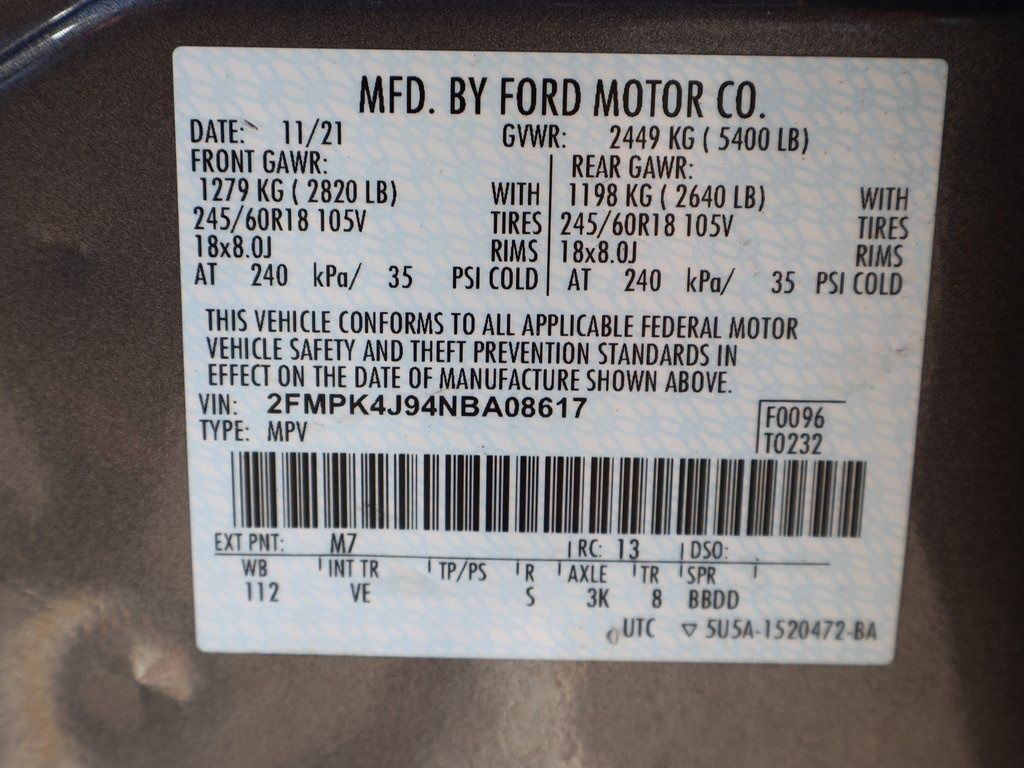 MFD. BY FORD MOTOR CO.
DATE: 11/21 GVWR: 2449 KG ( 5400 LB)
FRONT GAWR: REAR GAWR:
1279 KG ( 2820 LB) WITH 1198 KG ( 2640 LB) WITH
245/60R18 105V TIRES 245/60R18 105V TIRES
18x8.0J RIMS 18x8.0J RIMS
AT 240 kPa/ 35 PSI COLD AT 240 kPa/ 35 PSI COLD
THIS VEHICLE CONFORMS TO ALL APPLICABLE FEDERAL MOTOR
VEHICLE SAFETY AND THEFT PREVENTION STANDARDS IN
EFFECT ON THE DATE OF MANUFACTURE SHOWN ABOVE.
VIN: 2FMPK4J94NBA08617 F0096
TYPE: MPV T0232
EXT PNT: M7 RC: 13 DSO:
WB INT TR TP/PS R AXLE TR SPR
112 VE S 3K 8 BBDD
UTC ▽ 5U5A-1520472-BA